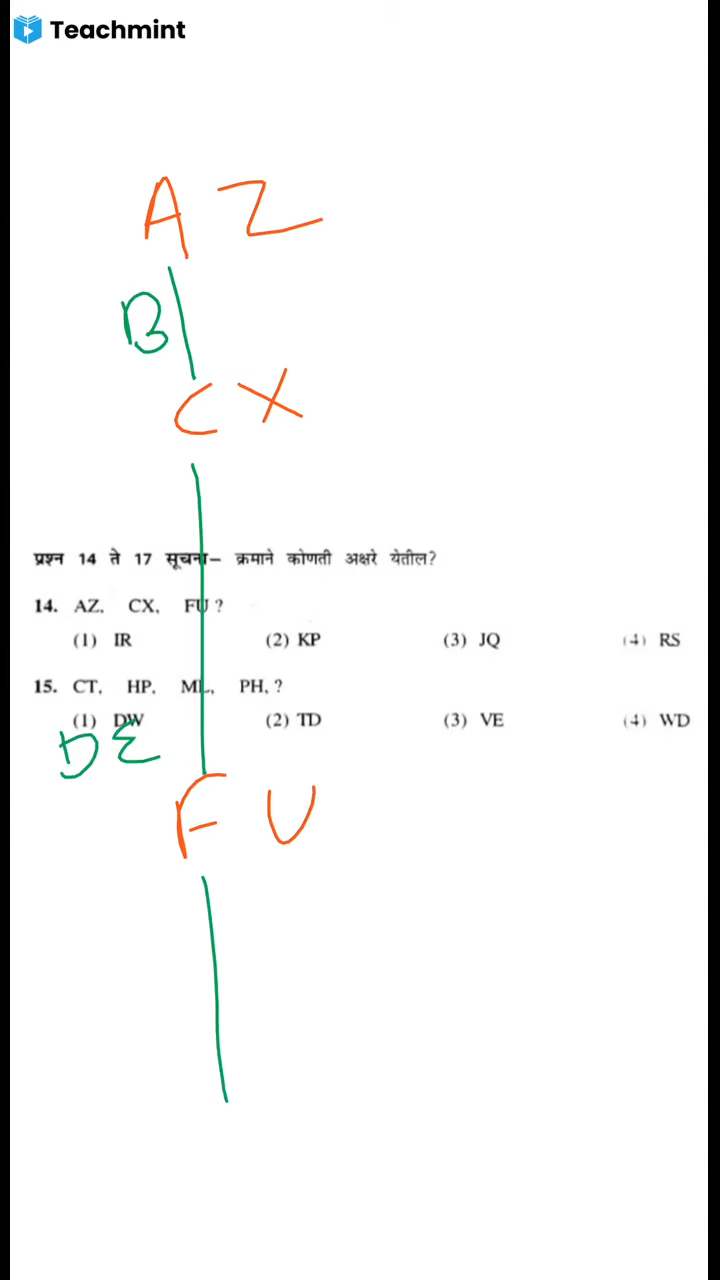 Teachmint
A Z
B
C X
प्रश्न 14 ते 17 सूचना– क्रमाने कोणती अक्षरे येतील?
14. AZ, CX, FU ?
(1) IR (2) KP (3) JQ (4) RS
15. CT, HP, ML, PH, ?
(1) DW (2) TD (3) VE (4) WD
D E
F U